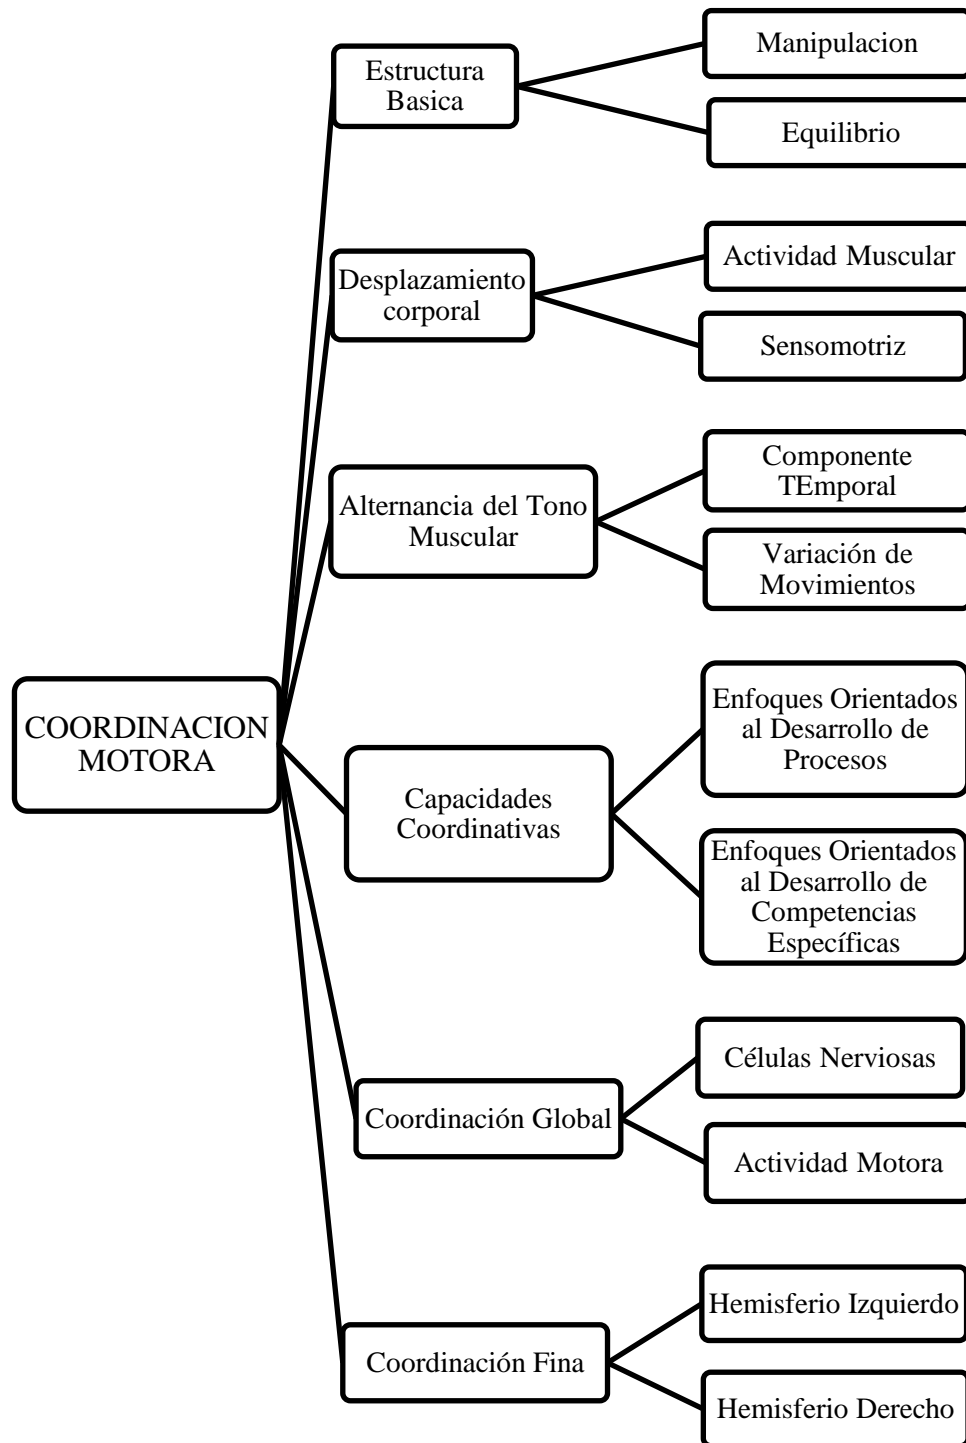 COORDINACION
MOTORA
Estructura
Basica
Manipulacion
Equilibrio
Desplazamiento
corporal
Actividad Muscular
Sensomotriz
Alternancia del Tono
Muscular
Componente
TEmporal
Variación de
Movimientos
Capacidades
Coordinativas
Enfoques Orientados
al Desarrollo de
Procesos
Enfoques Orientados
al Desarrollo de
Competencias
Específicas
Coordinación Global
Células Nerviosas
Actividad Motora
Coordinación Fina
Hemisferio Izquierdo
Hemisferio Derecho